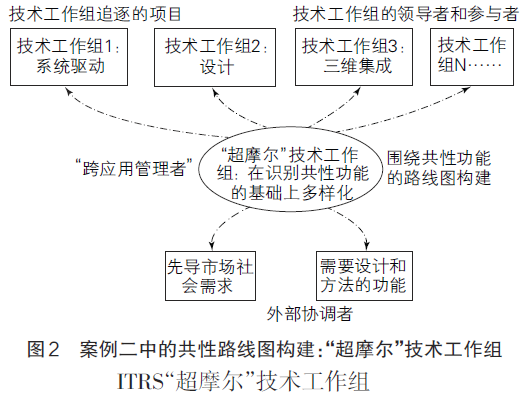 技术工作组追逐的项目
技术工作组的领导者和参与者
技术工作组1：
系统驱动
技术工作组2：
设计
技术工作组3：
三维集成
技术工作
组N……
“跨应用管理者”
“超摩尔”技术工作
组：在识别共性功能
的基础上多样化
围绕共性功能
的路线图构建
先导市场社
会需求
需要设计和
方法的功能
外部协调者
图2 案例二中的共性路线图构建：“超摩尔”技术工作组
ITRS“超摩尔”技术工作组